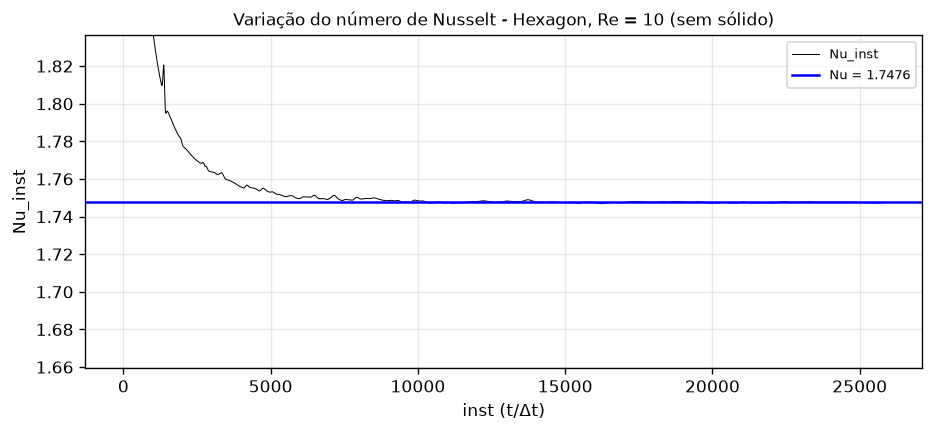 Variação do número de Nusselt - Hexagon, Re = 10 (sem sólido)
Nu_inst
Nu = 1.7476
1.82
1.80
1.78
1.76
1.74
1.72
1.70
1.68
1.66
Nu_inst
0 5000 10000 15000 20000 25000
inst (t/Δt)